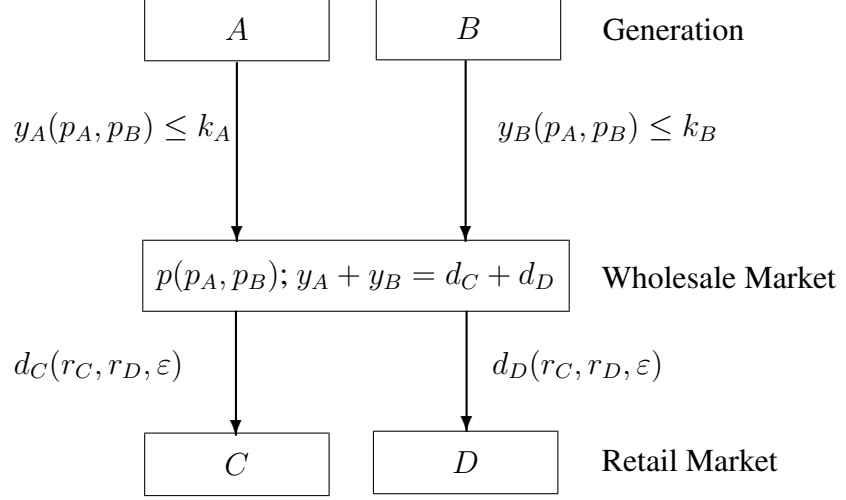 A B Generation
y_A(p_A, p_B) ≤ k_A y_B(p_A, p_B) ≤ k_B
p(p_A, p_B); y_A + y_B = d_C + d_D Wholesale Market
d_C(r_C, r_D, ε) d_D(r_C, r_D, ε)
C D Retail Market